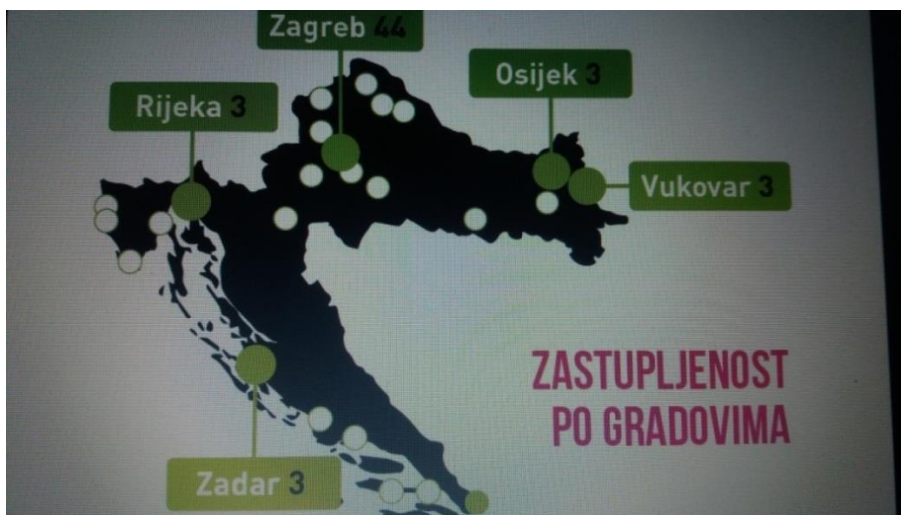 Zagreb 44
Osijek 3
Rijeka 3
Vukovar 3
ZASTUPLJENOST
PO GRADOVIMA
Zadar 3